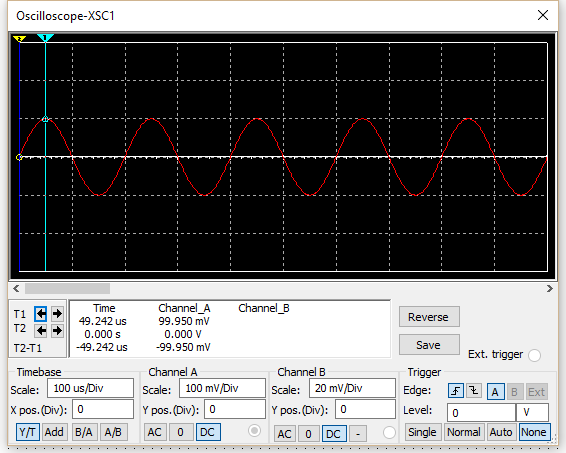 Oscilloscope-XSC1
2 1
T1
T2
T2-T1
Time Channel_A Channel_B
49.242 us 99.950 mV
0.000 s 0.000 V
-49.242 us -99.950 mV
Reverse
Save
Ext. trigger
Timebase
Scale: 100 us/Div
X pos.(Div): 0
Y/T Add B/A A/B
Channel A
Scale: 100 mV/Div
Y pos.(Div): 0
AC 0 DC
Channel B
Scale: 20 mV/Div
Y pos.(Div): 0
AC 0 DC -
Trigger
Edge: A B Ext
Level: 0 V
Single Normal Auto None